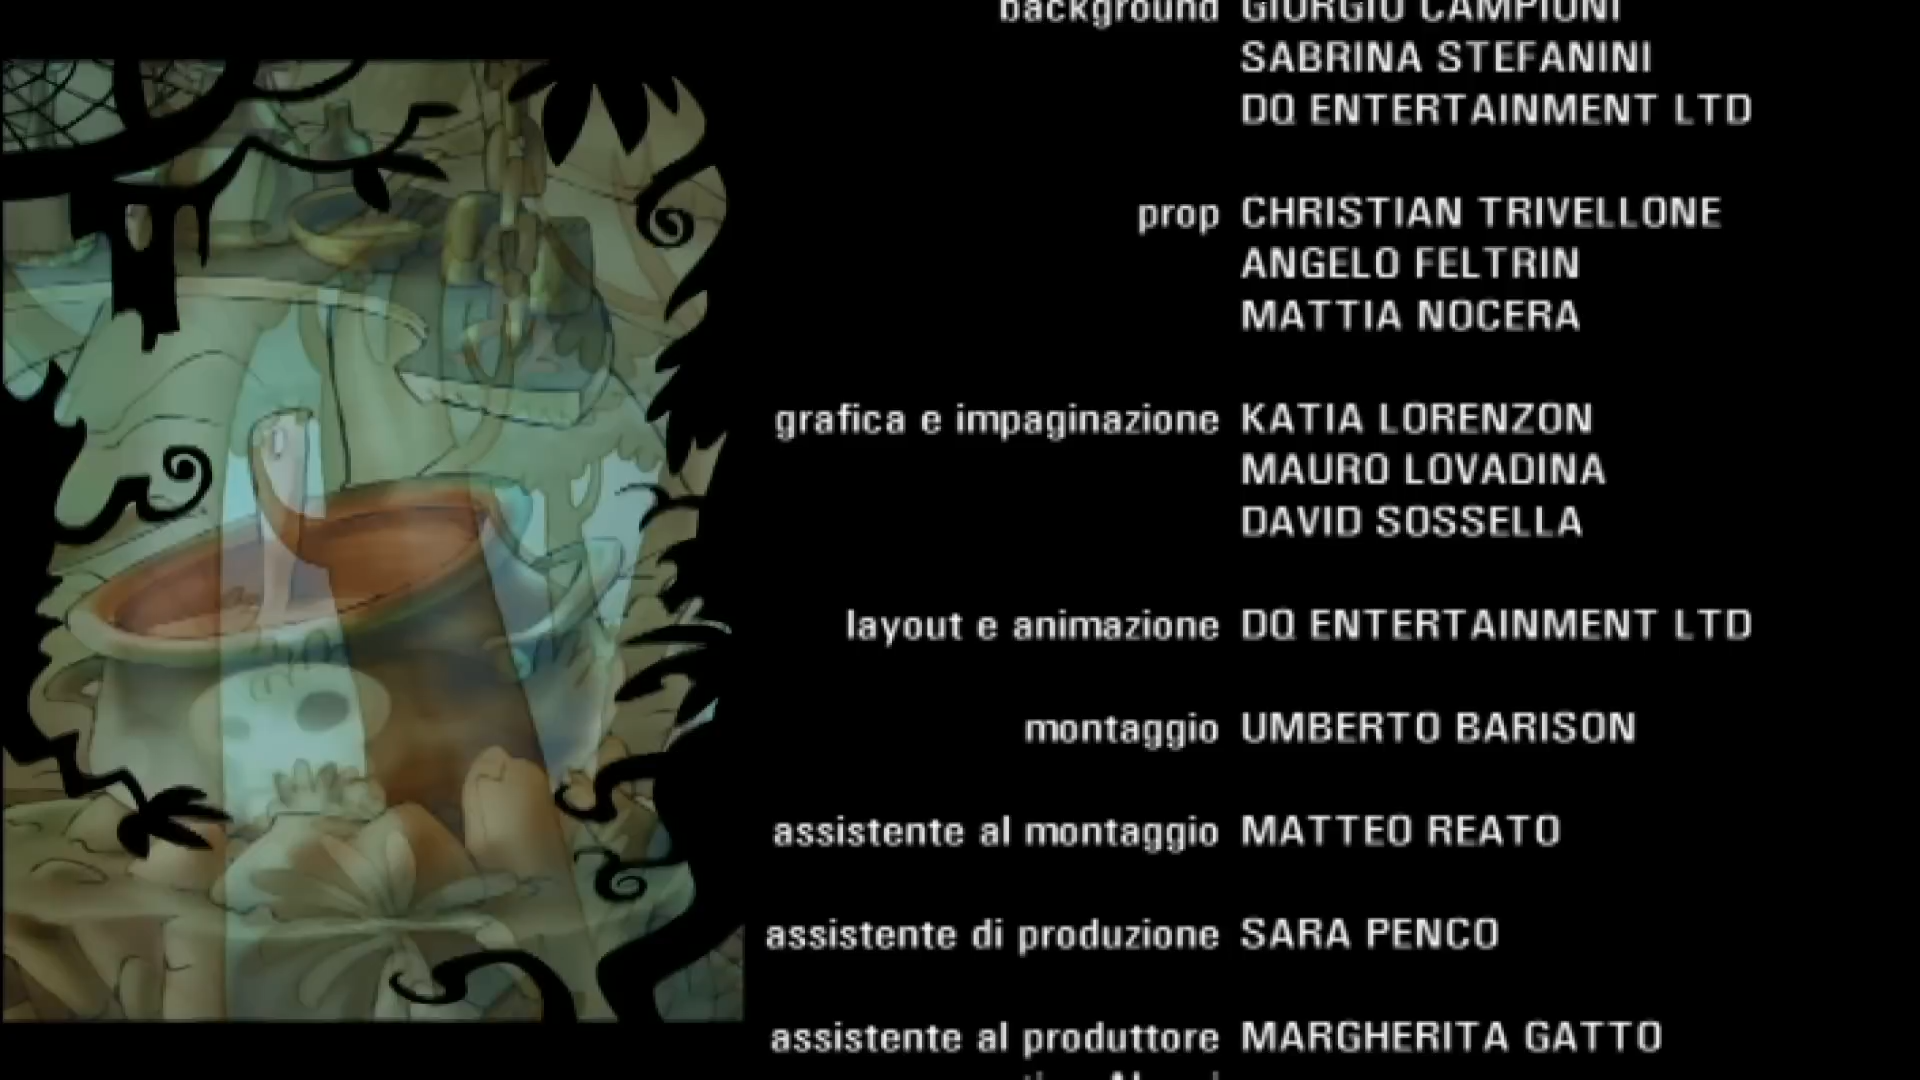 background GIORGIO CAMPIONI
SABRINA STEFANINI
DQ ENTERTAINMENT LTD
prop CHRISTIAN TRIVELLONE
ANGELO FELTRIN
MATTIA NOCERA
grafica e impaginazione KATIA LORENZON
MAURO LOVADINA
DAVID SOSSELLA
layout e animazione DQ ENTERTAINMENT LTD
montaggio UMBERTO BARISON
assistente al montaggio MATTEO REATO
assistente di produzione SARA PENCO
assistente al produttore MARGHERITA GATTO